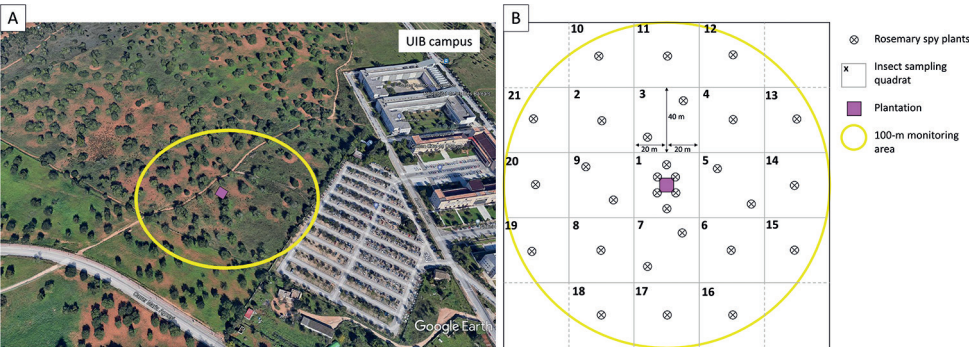 A
UIB campus
Google Earth
B
10
11
12
21
2
3
4
13
40 m
20 m
20 m
20
9
1
5
14
19
8
7
6
15
18
17
16
Rosemary spy plants
x
Insect sampling
quadrat
Plantation
100-m monitoring
area